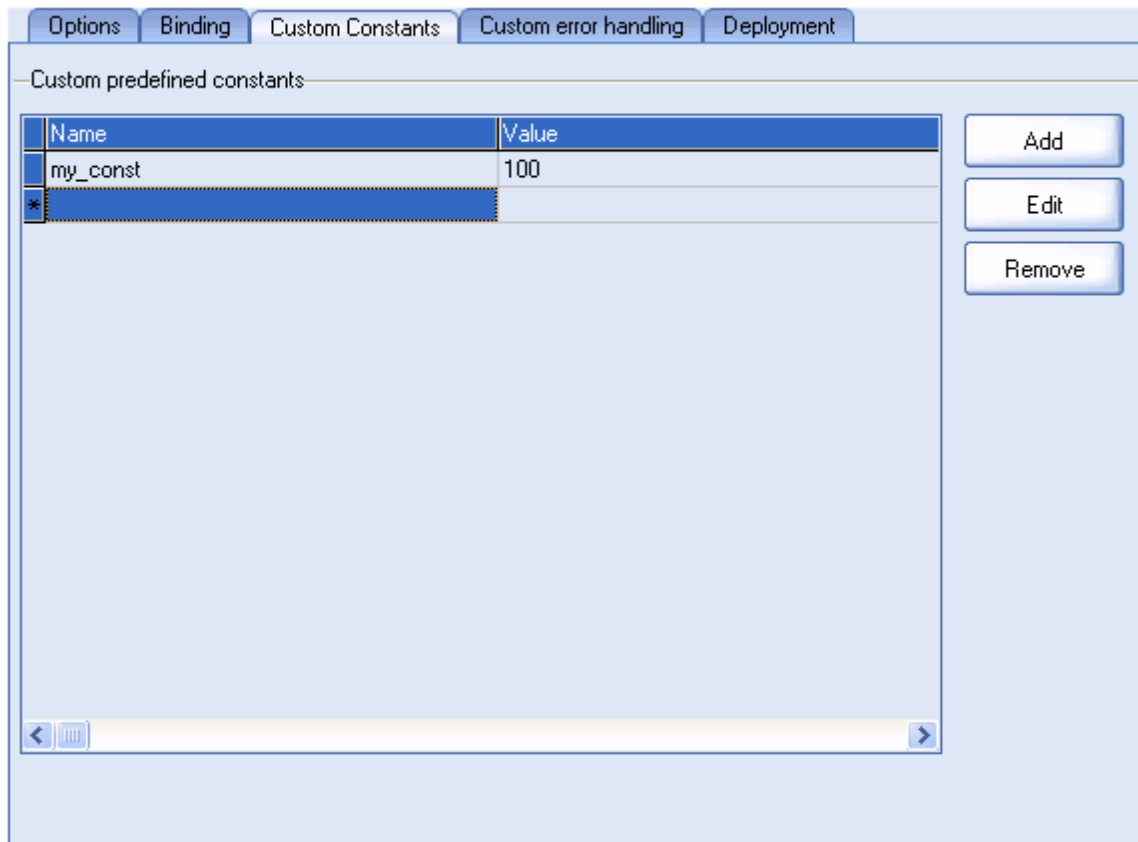 Options Binding Custom Constants Custom error handling Deployment
Custom predefined constants
Name Value
my_const 100
*
Add
Edit
Remove